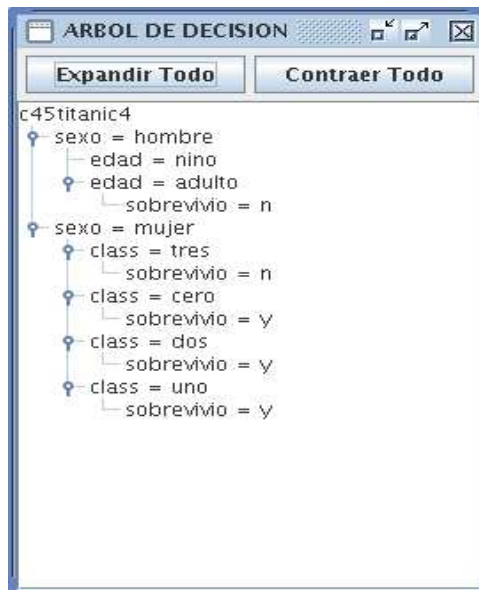 ARBOL DE DECISION
Expandir Todo Contraer Todo
c45titanic4
sexo = hombre
edad = nino
edad = adulto
sobrevivio = n
sexo = mujer
class = tres
sobrevivio = n
class = cero
sobrevivio = y
class = dos
sobrevivio = y
class = uno
sobrevivio = y